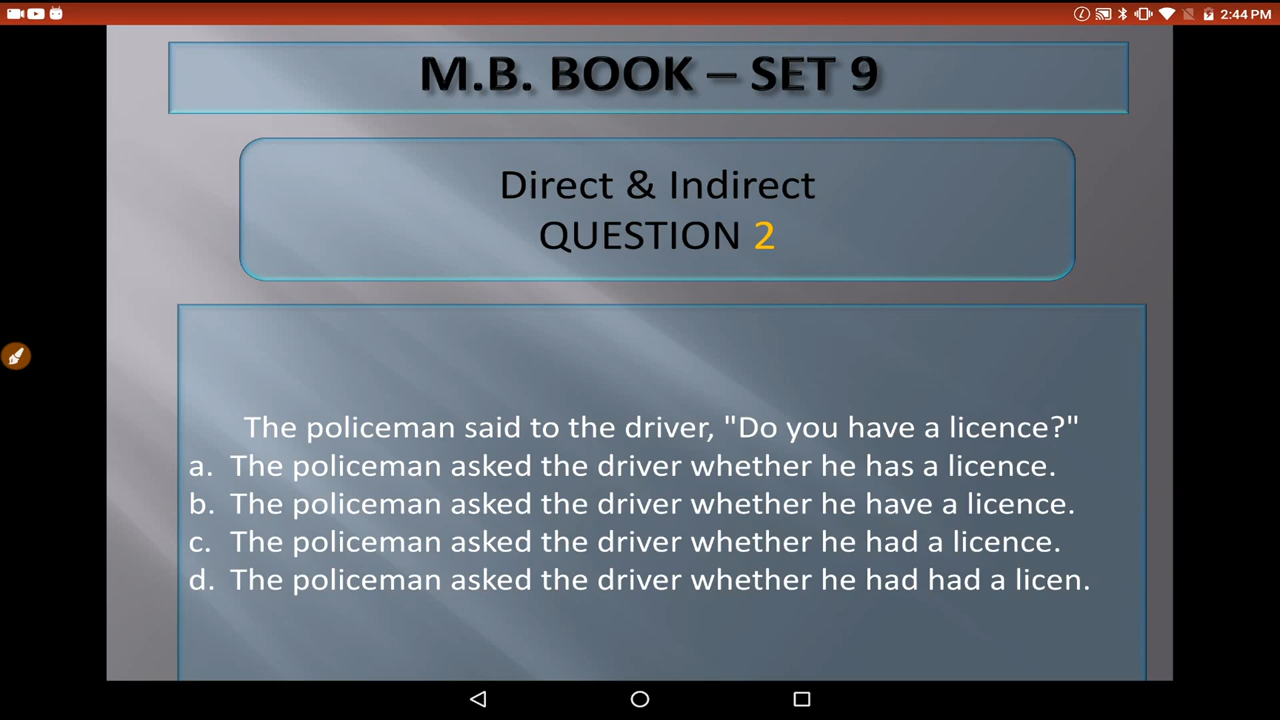 2:44 PM
M.B. BOOK – SET 9
Direct & Indirect
QUESTION 2
The policeman said to the driver, "Do you have a licence?"
a. The policeman asked the driver whether he has a licence.
b. The policeman asked the driver whether he have a licence.
c. The policeman asked the driver whether he had a licence.
d. The policeman asked the driver whether he had had a licen.